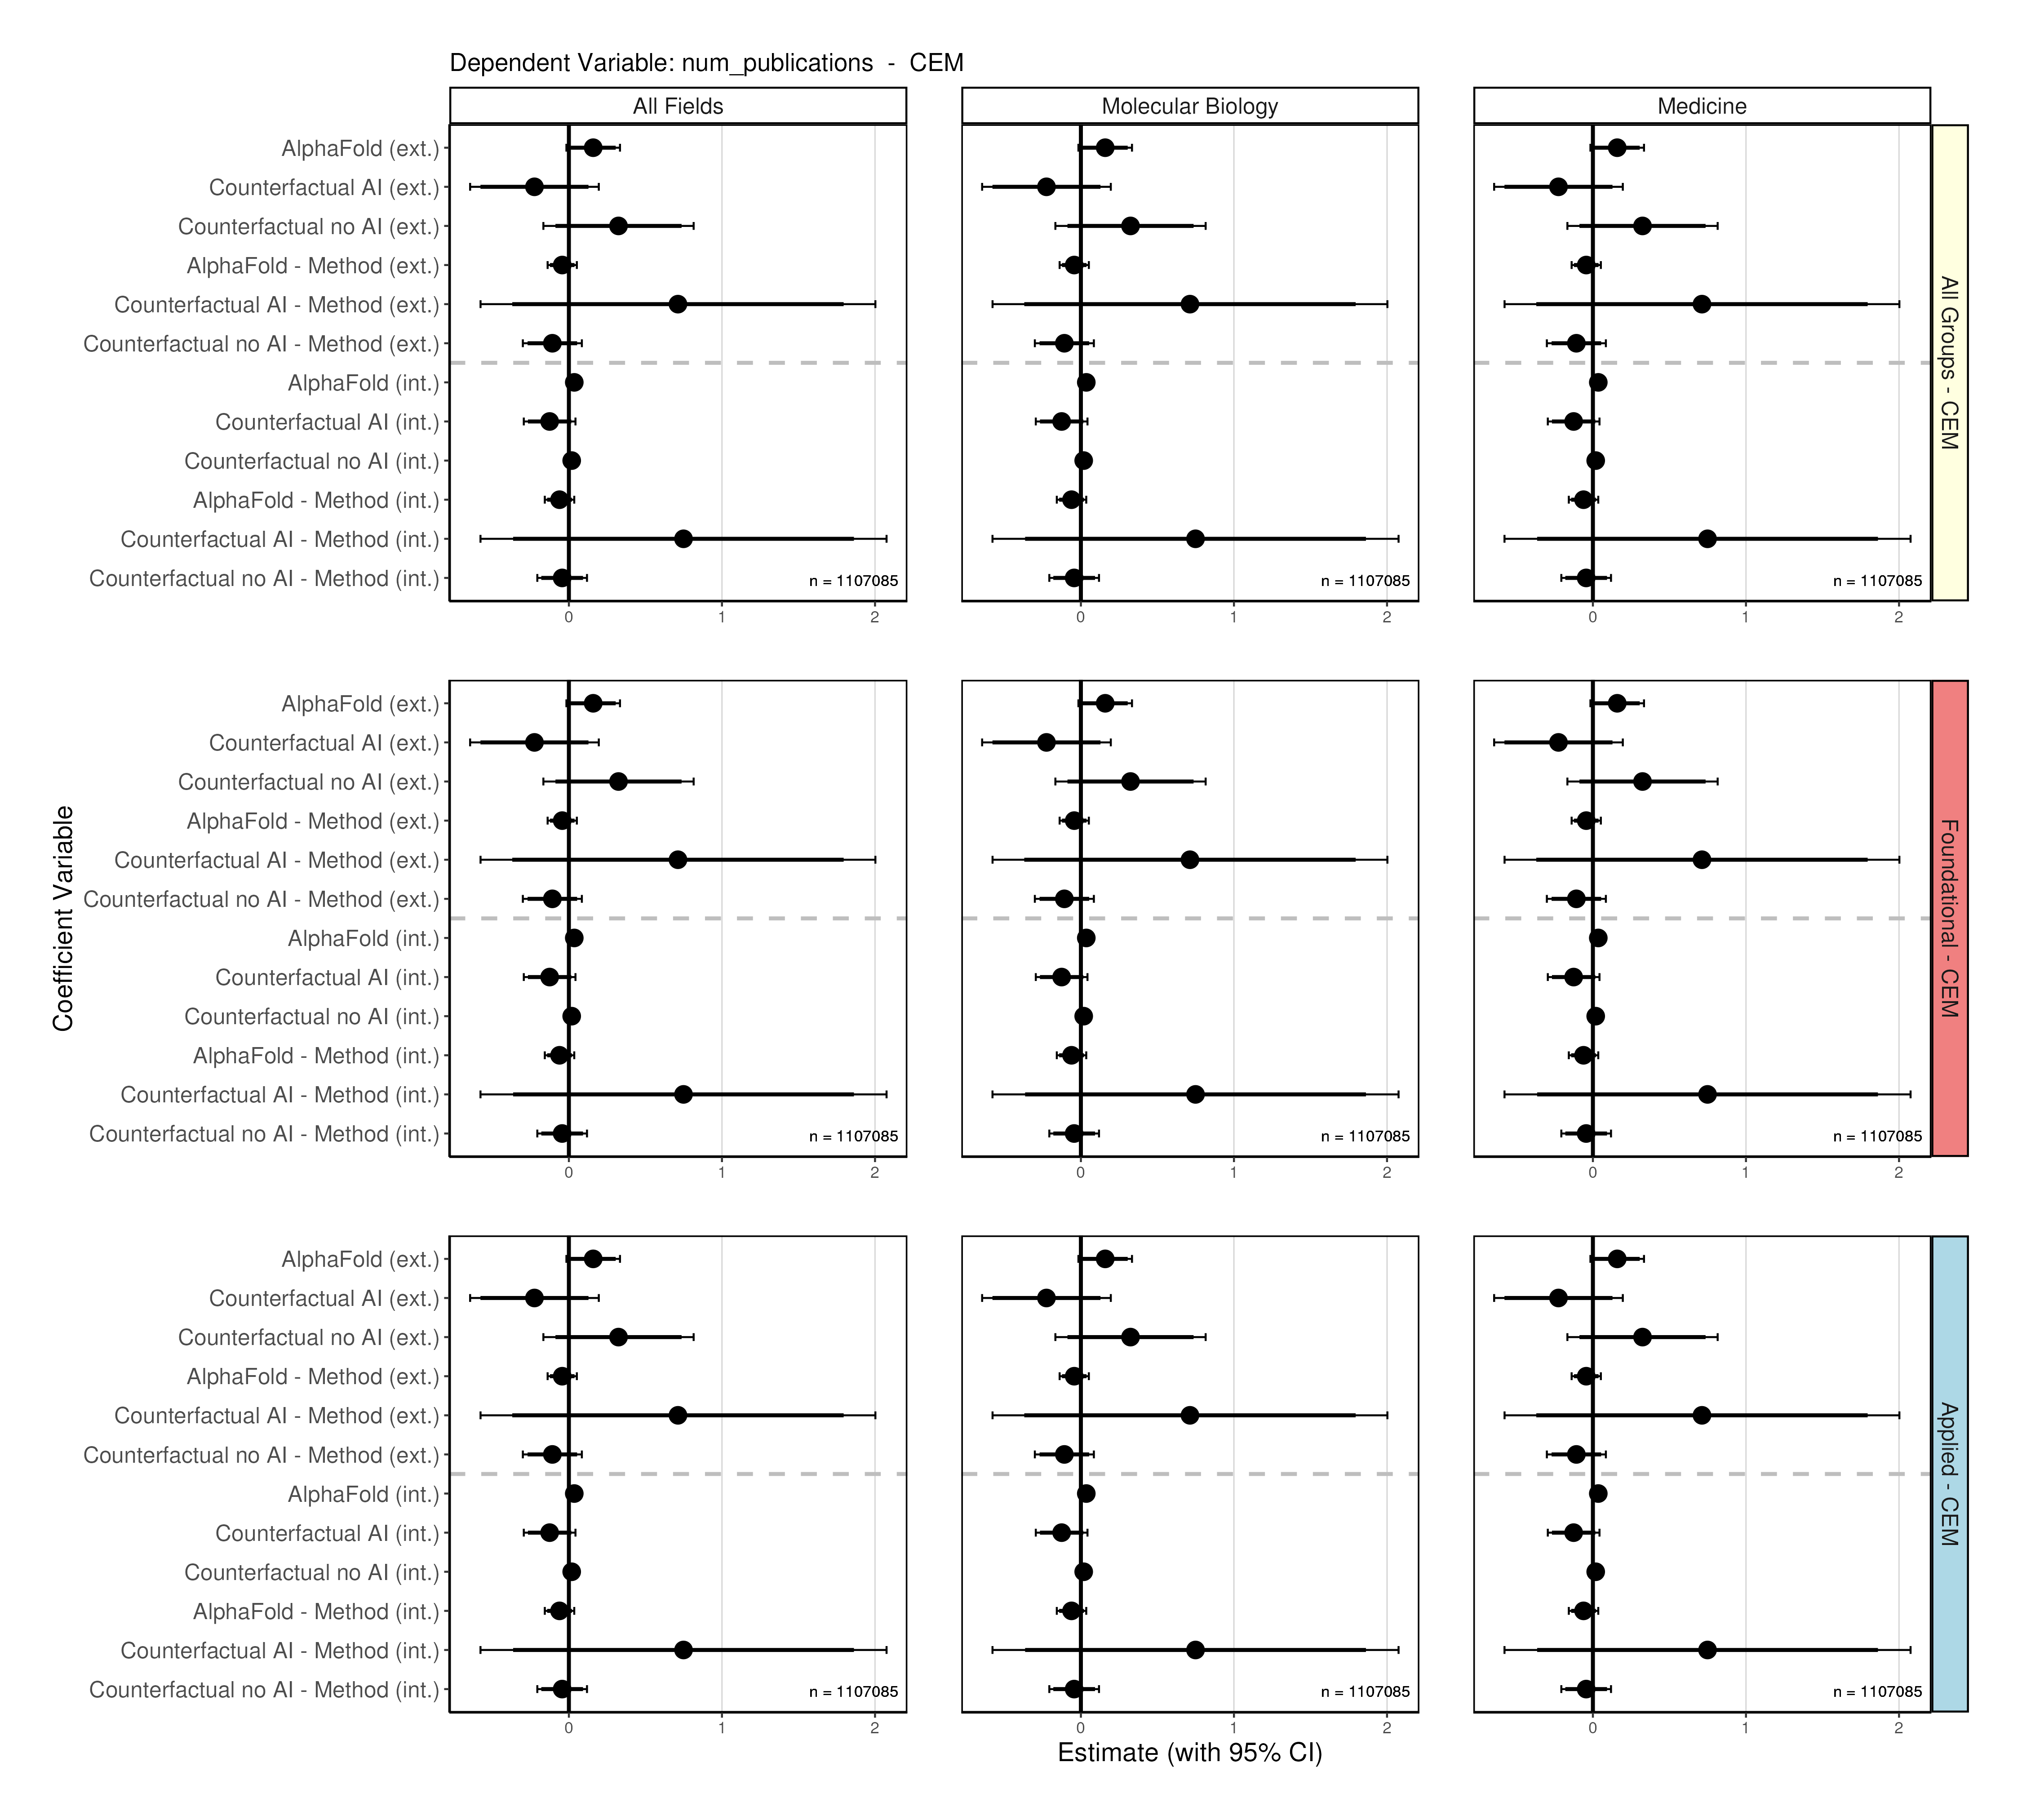 Dependent Variable: num_publications - CEM
All Fields
Molecular Biology
Medicine
AlphaFold (ext.)
Counterfactual AI (ext.)
Counterfactual no AI (ext.)
AlphaFold - Method (ext.)
Counterfactual AI - Method (ext.)
Counterfactual no AI - Method (ext.)
AlphaFold (int.)
Counterfactual AI (int.)
Counterfactual no AI (int.)
AlphaFold - Method (int.)
Counterfactual AI - Method (int.)
Counterfactual no AI - Method (int.)
n = 1107085
n = 1107085
n = 1107085
0 1 2
0 1 2
0 1 2
All Groups - CEM
Coefficient Variable
AlphaFold (ext.)
Counterfactual AI (ext.)
Counterfactual no AI (ext.)
AlphaFold - Method (ext.)
Counterfactual AI - Method (ext.)
Counterfactual no AI - Method (ext.)
AlphaFold (int.)
Counterfactual AI (int.)
Counterfactual no AI (int.)
AlphaFold - Method (int.)
Counterfactual AI - Method (int.)
Counterfactual no AI - Method (int.)
n = 1107085
n = 1107085
n = 1107085
0 1 2
0 1 2
0 1 2
Foundational - CEM
AlphaFold (ext.)
Counterfactual AI (ext.)
Counterfactual no AI (ext.)
AlphaFold - Method (ext.)
Counterfactual AI - Method (ext.)
Counterfactual no AI - Method (ext.)
AlphaFold (int.)
Counterfactual AI (int.)
Counterfactual no AI (int.)
AlphaFold - Method (int.)
Counterfactual AI - Method (int.)
Counterfactual no AI - Method (int.)
n = 1107085
n = 1107085
n = 1107085
0 1 2
0 1 2
0 1 2
Applied - CEM
Estimate (with 95% CI)